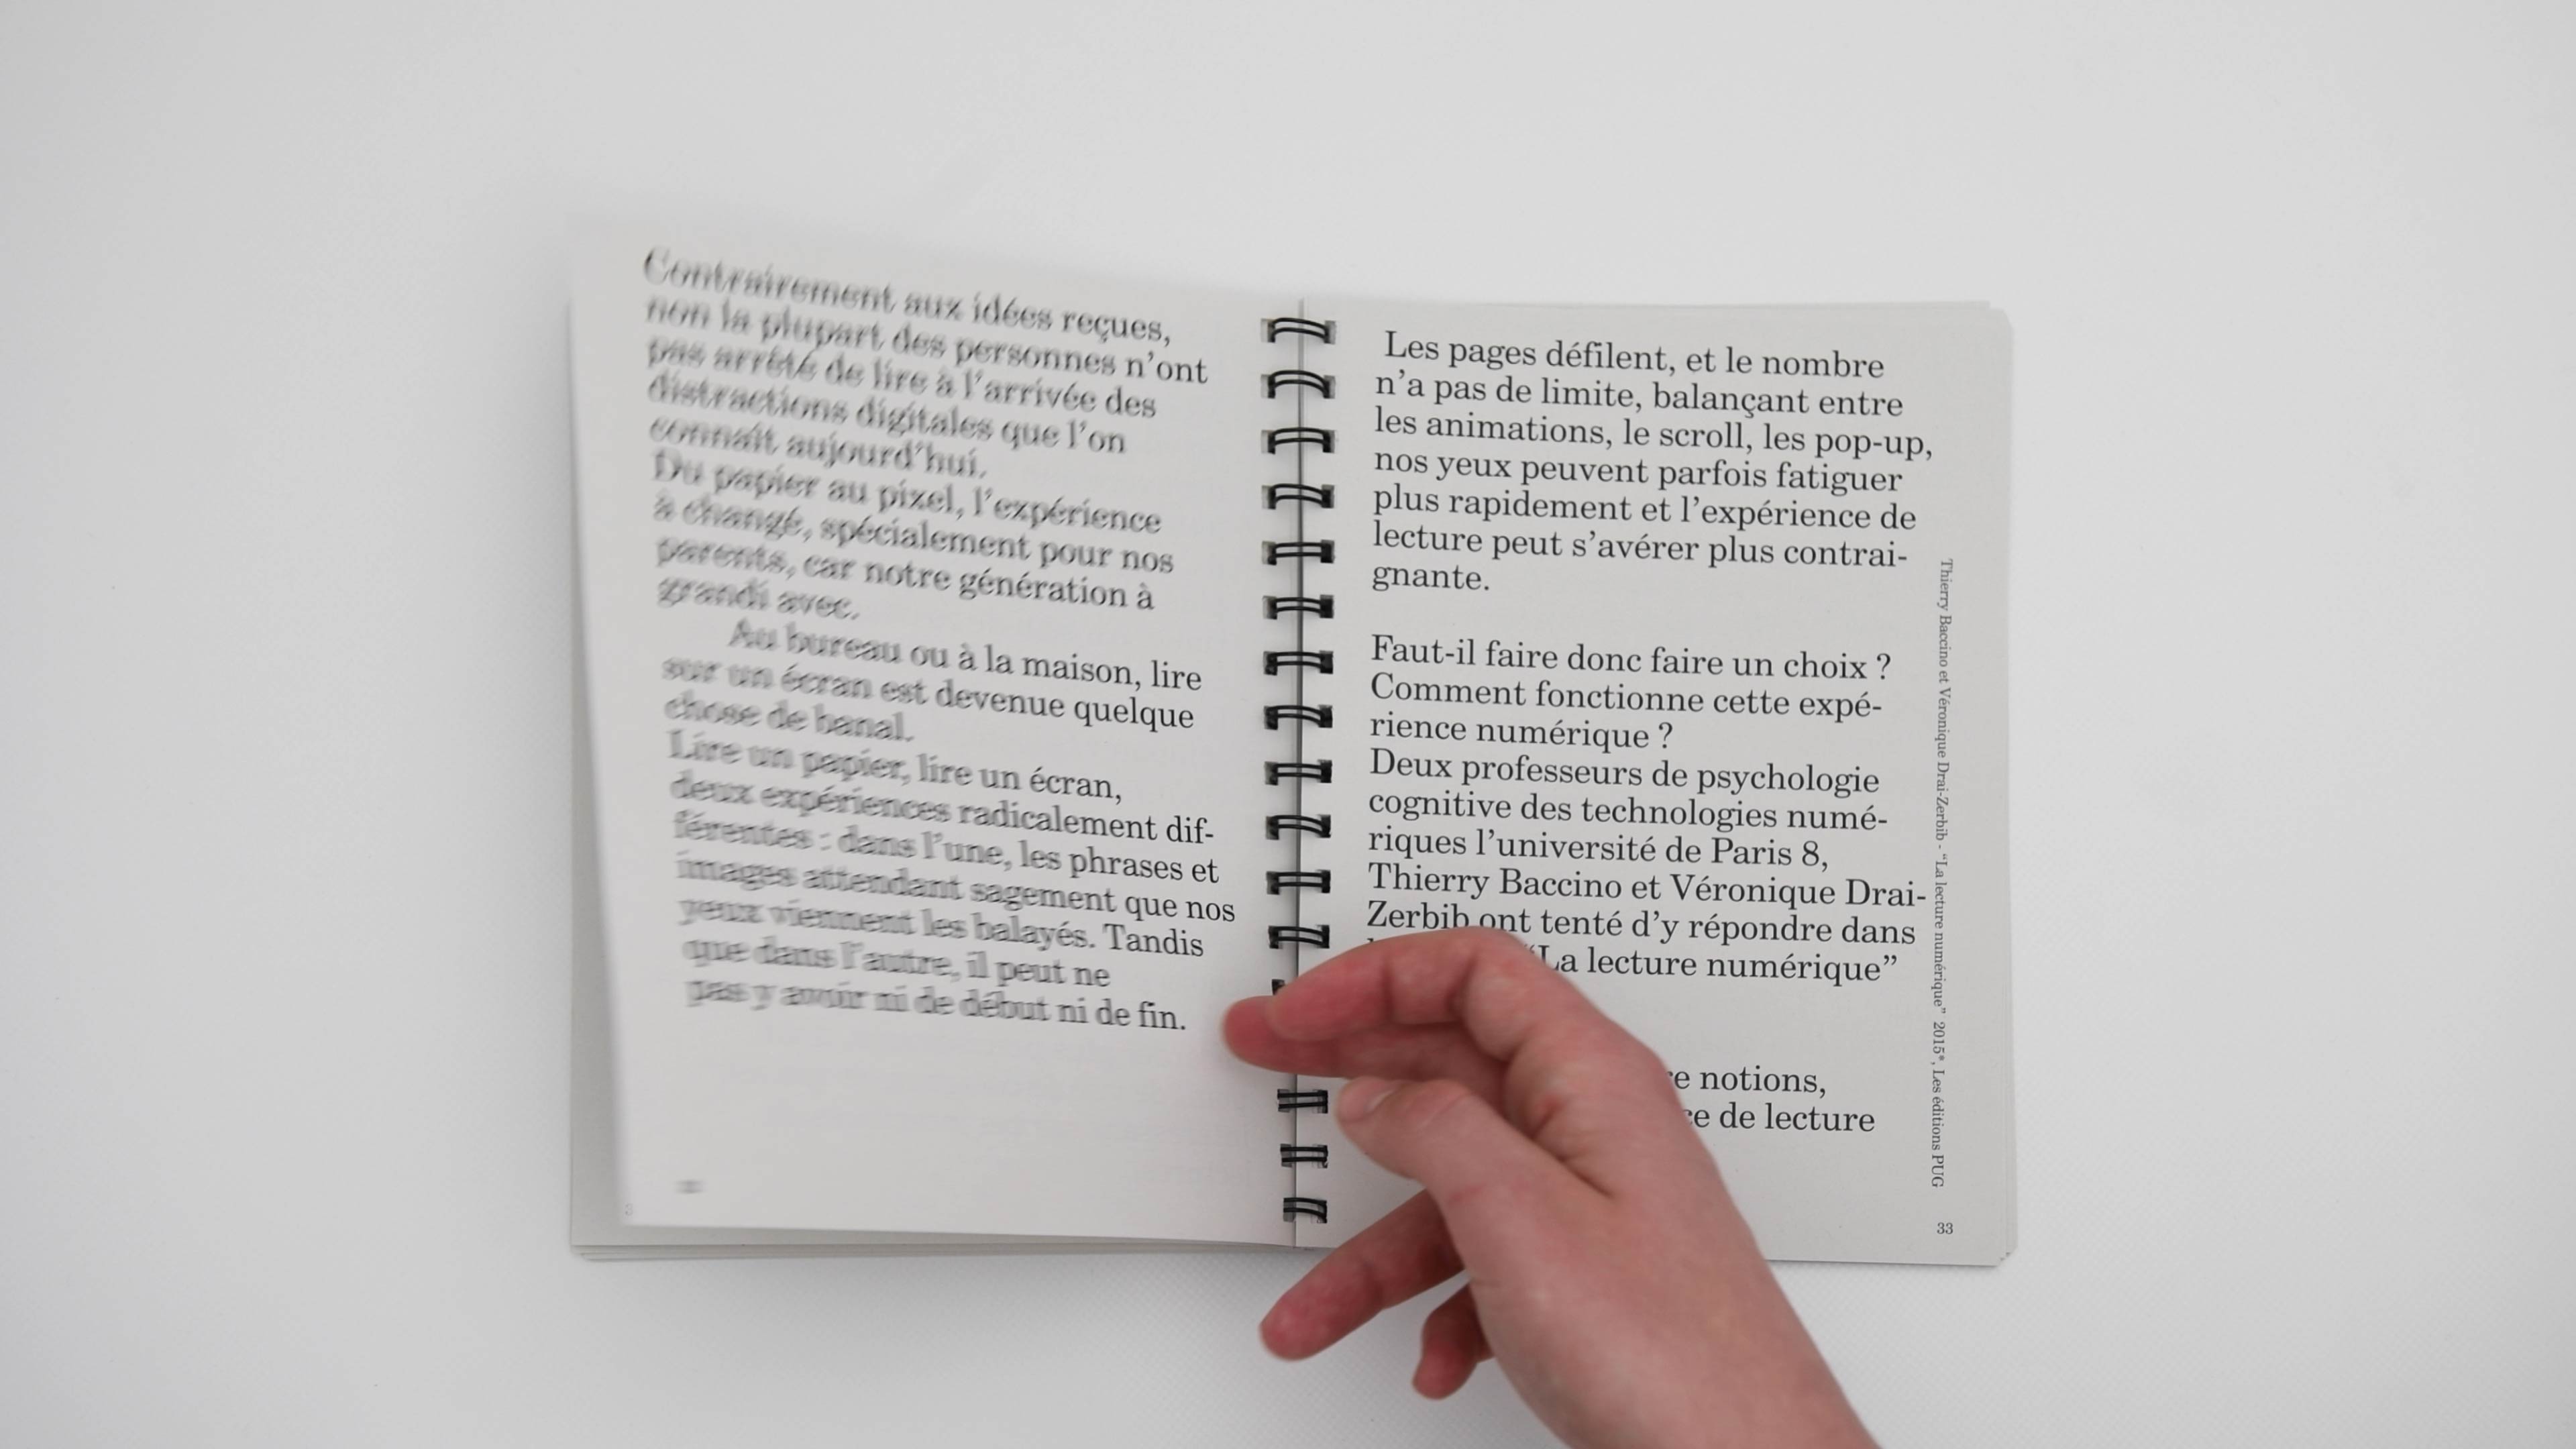 Contrairement aux idées reçues,
non la plupart des personnes n’ont
pas arrêté de lire à l’arrivée des
distractions digitales que l’on
connaît aujourd’hui.
Du papier au pixel, l’expérience
à changé, spécialement pour nos
parents, car notre génération à
grandi avec.
Au bureau ou à la maison, lire
sur un écran est devenue quelque
chose de banal.
Lire un papier, lire un écran,
deux expériences radicalement dif-
férentes : dans l’une, les phrases et
images attendant sagement que nos
yeux viennent les balayés. Tandis
que dans l’autre, il peut ne
pas y avoir ni de début ni de fin.
Les pages défilent, et le nombre
n’a pas de limite, balançant entre
les animations, le scroll, les pop-up,
nos yeux peuvent parfois fatiguer
plus rapidement et l’expérience de
lecture peut s’avérer plus contrai-
gnante.
Faut-il faire donc faire un choix ?
Comment fonctionne cette expé-
rience numérique ?
Deux professeurs de psychologie
cognitive des technologies numé-
riques l’université de Paris 8,
Thierry Baccino et Véronique Drai-
Zerbib ont tenté d’y répondre dans
“La lecture numérique”
notions,
de lecture
Thierry Baccino et Véronique Drai-Zerbib - “La lecture numérique” 2015*, Les éditions PUG
33